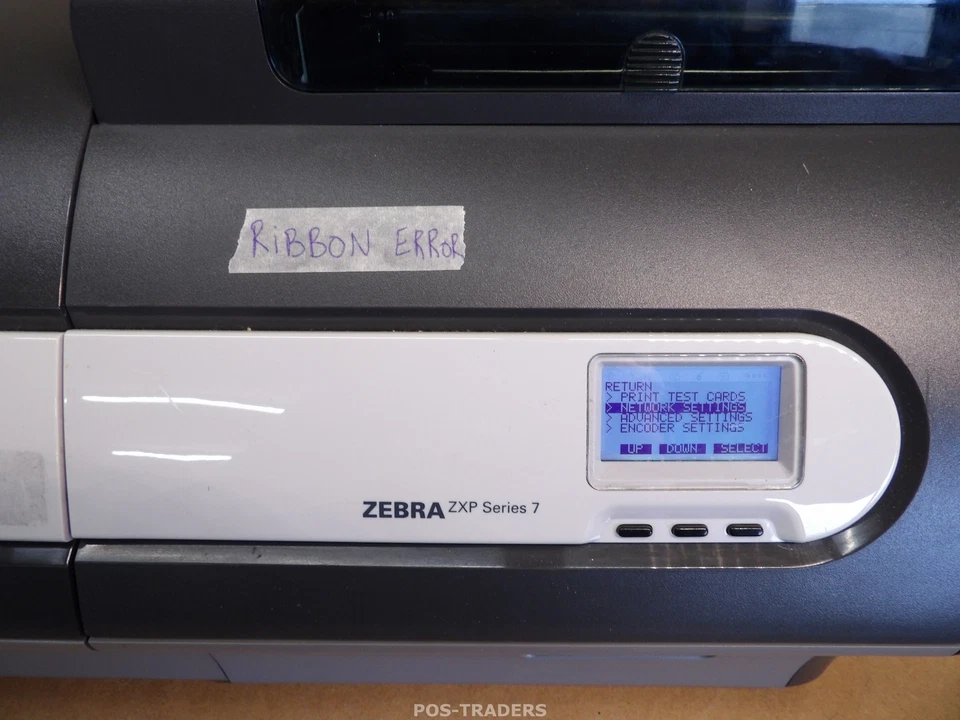 RiBBON ERROR
RETURN
> PRINT TEST CARDS
> NETWORK SETTINGS
> ADVANCED SETTINGS
> ENCODER SETTINGS
UP DOWN SELECT
ZEBRA ZXP Series 7
POS-TRADERS